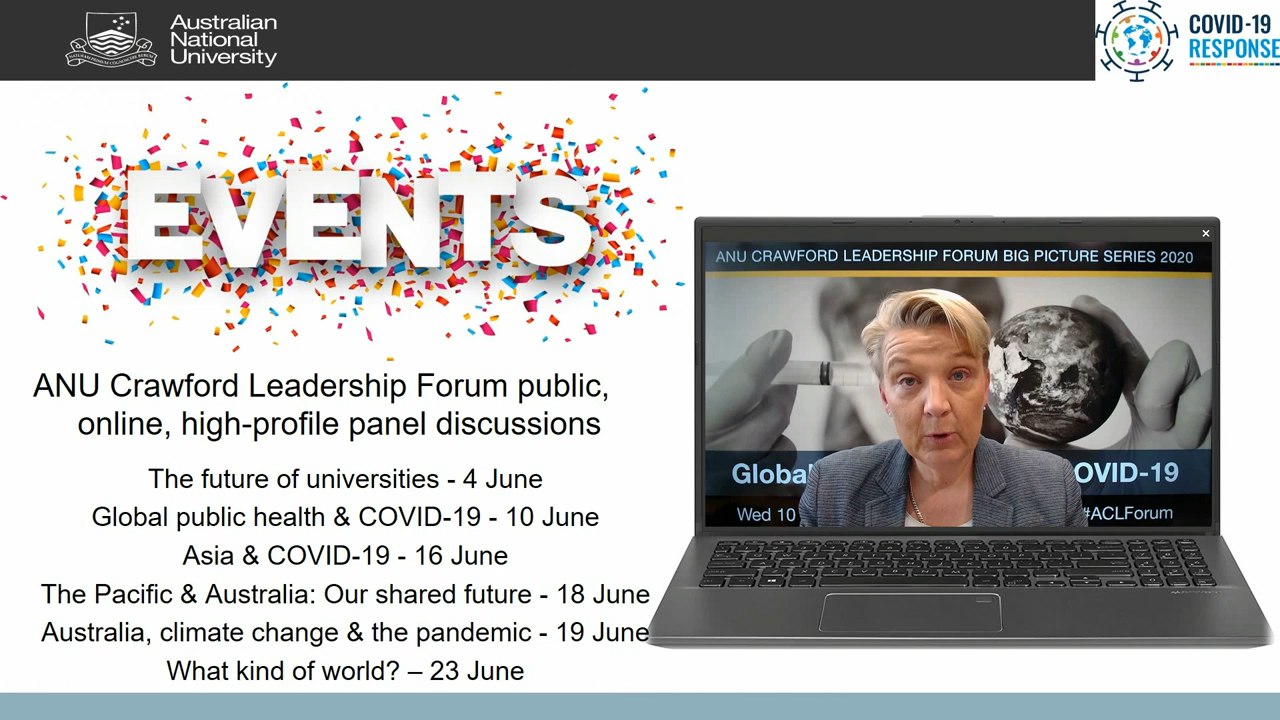 Australian
National
University
COVID-19
RESPONSE
EVENTS
ANU Crawford Leadership Forum public,
online, high-profile panel discussions
The future of universities - 4 June
Global public health & COVID-19 - 10 June
Asia & COVID-19 - 16 June
The Pacific & Australia: Our shared future - 18 June
Australia, climate change & the pandemic - 19 June
What kind of world? – 23 June
ANU CRAWFORD LEADERSHIP FORUM BIG PICTURE SERIES 2020
Global OVID-19
Wed 10 #ACLForum